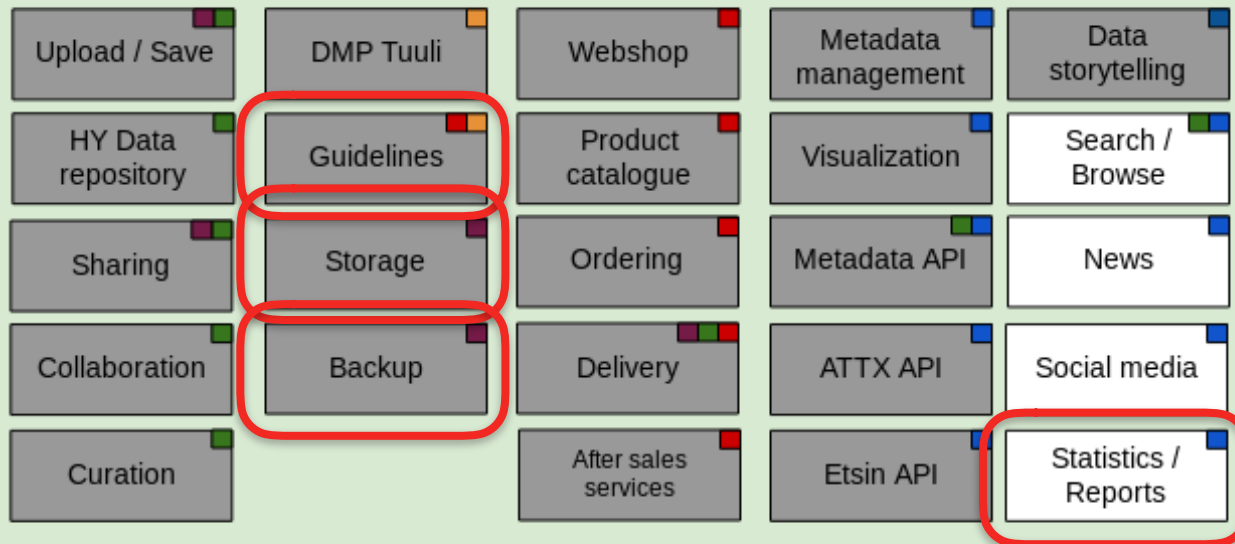 Upload / Save
DMP Tuuli
Webshop
Metadata
management
Data
storytelling
HY Data
repository
Guidelines
Product
catalogue
Visualization
Search /
Browse
Sharing
Storage
Ordering
Metadata API
News
Collaboration
Backup
Delivery
ATTX API
Social media
Curation
After sales
services
Etsin API
Statistics /
Reports